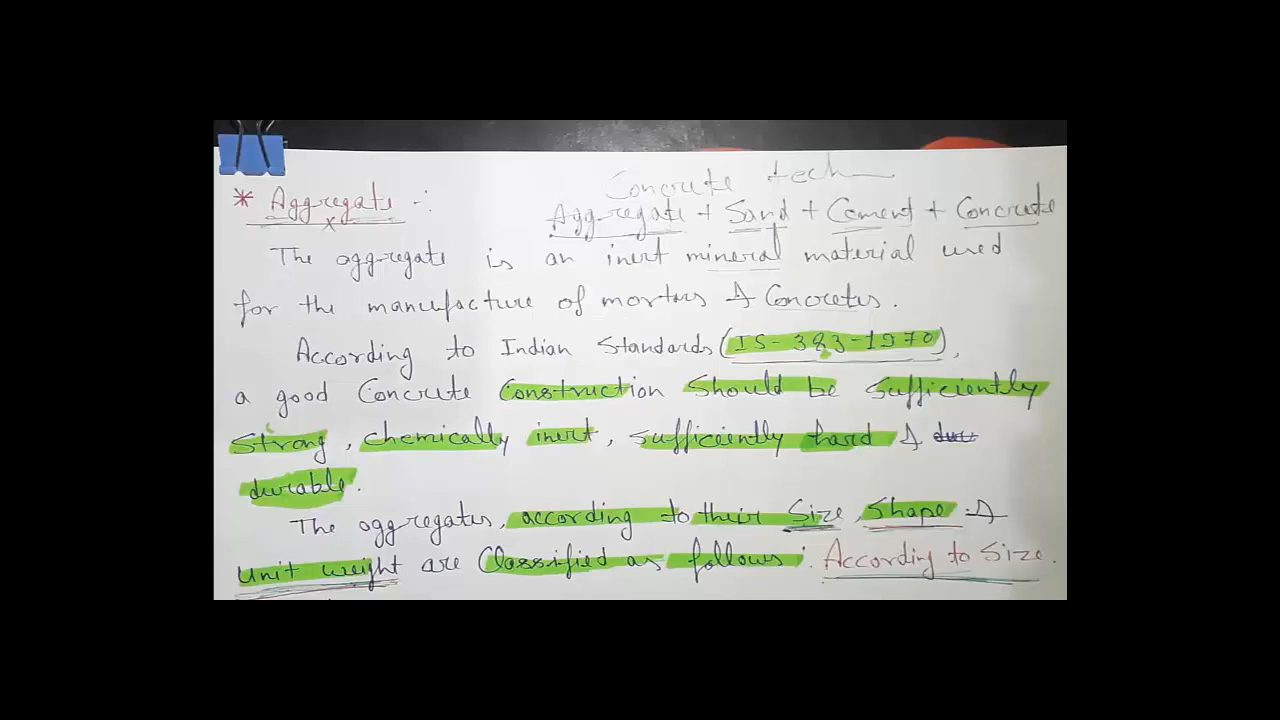 Concrete tech
* Aggregate -:
Aggregate + Sand + Cement + Concrete
The aggregate is an inert mineral material used
for the manufacture of mortars & Concretes.
According to Indian Standards (IS-383-1970),
a good Concrete Construction Should be Sufficiently
Strong, chemically inert, sufficiently hard &
durable.
The aggregates, according to their Size, Shape &
Unit weight are Classified as follows: According to Size.